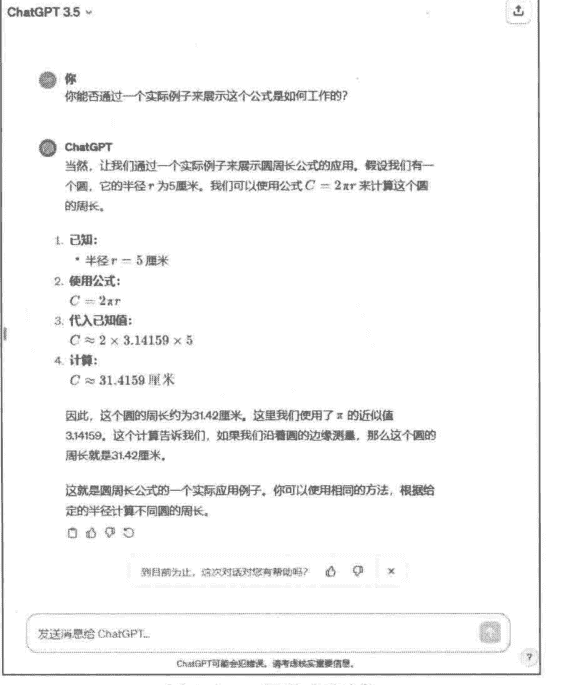 ChatGPT 3.5
你
你能否通过一个实际例子来展示这个公式是如何工作的？
ChatGPT
当然，让我们通过一个实际例子来展示圆周长公式的应用。假设我们有一
个圆，它的半径 r 为5厘米。我们可以使用公式 C = 2πr 来计算这个圆
的周长。
1. 已知：
• 半径 r = 5 厘米
2. 使用公式：
C = 2πr
3. 代入已知值：
C ≈ 2 × 3.14159 × 5
4. 计算：
C ≈ 31.4159 厘米
因此，这个圆的周长约为31.42厘米。这里我们使用了 π 的近似值
3.14159。这个计算告诉我们，如果我们沿着圆的边缘测量，那么这个圆的
周长就是31.42厘米。
这就是圆周长公式的一个实际应用例子。你可以使用相同的方法，根据给
定的半径计算不同圆的周长。
到目前为止，这次对话对您有帮助吗？
×
发送消息给 ChatGPT...
?
ChatGPT可能会犯错误。请考虑核实重要信息。